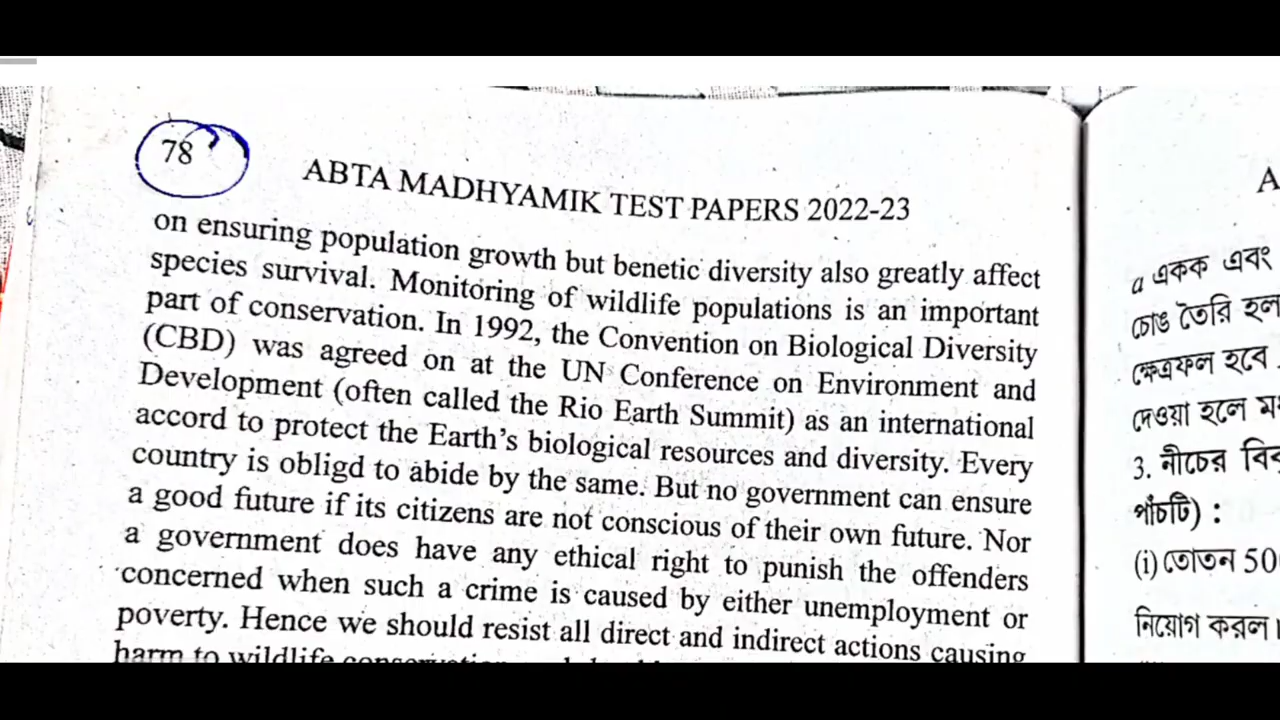 78
ABTA MADHYAMIK TEST PAPERS 2022-23
on ensuring population growth but benetic diversity also greatly affect
species survival. Monitoring of wildlife populations is an important
part of conservation. In 1992, the Convention on Biological Diversity
(CBD) was agreed on at the UN Conference on Environment and
Development (often called the Rio Earth Summit) as an international
accord to protect the Earth's biological resources and diversity. Every
country is obligd to abide by the same. But no government can ensure
a good future if its citizens are not conscious of their own future. Nor
a government does have any ethical right to punish the offenders
concerned when such a crime is caused by either unemployment or
poverty. Hence we should resist all direct and indirect actions causing
harm to wildlife
A
a একক এবং
চোঙ তৈরি হল
ক্ষেত্রফল হবে
দেওয়া হলে
3. নীচের
পাঁচটি) :
(i) তোতন 50
নিয়োগ করল।